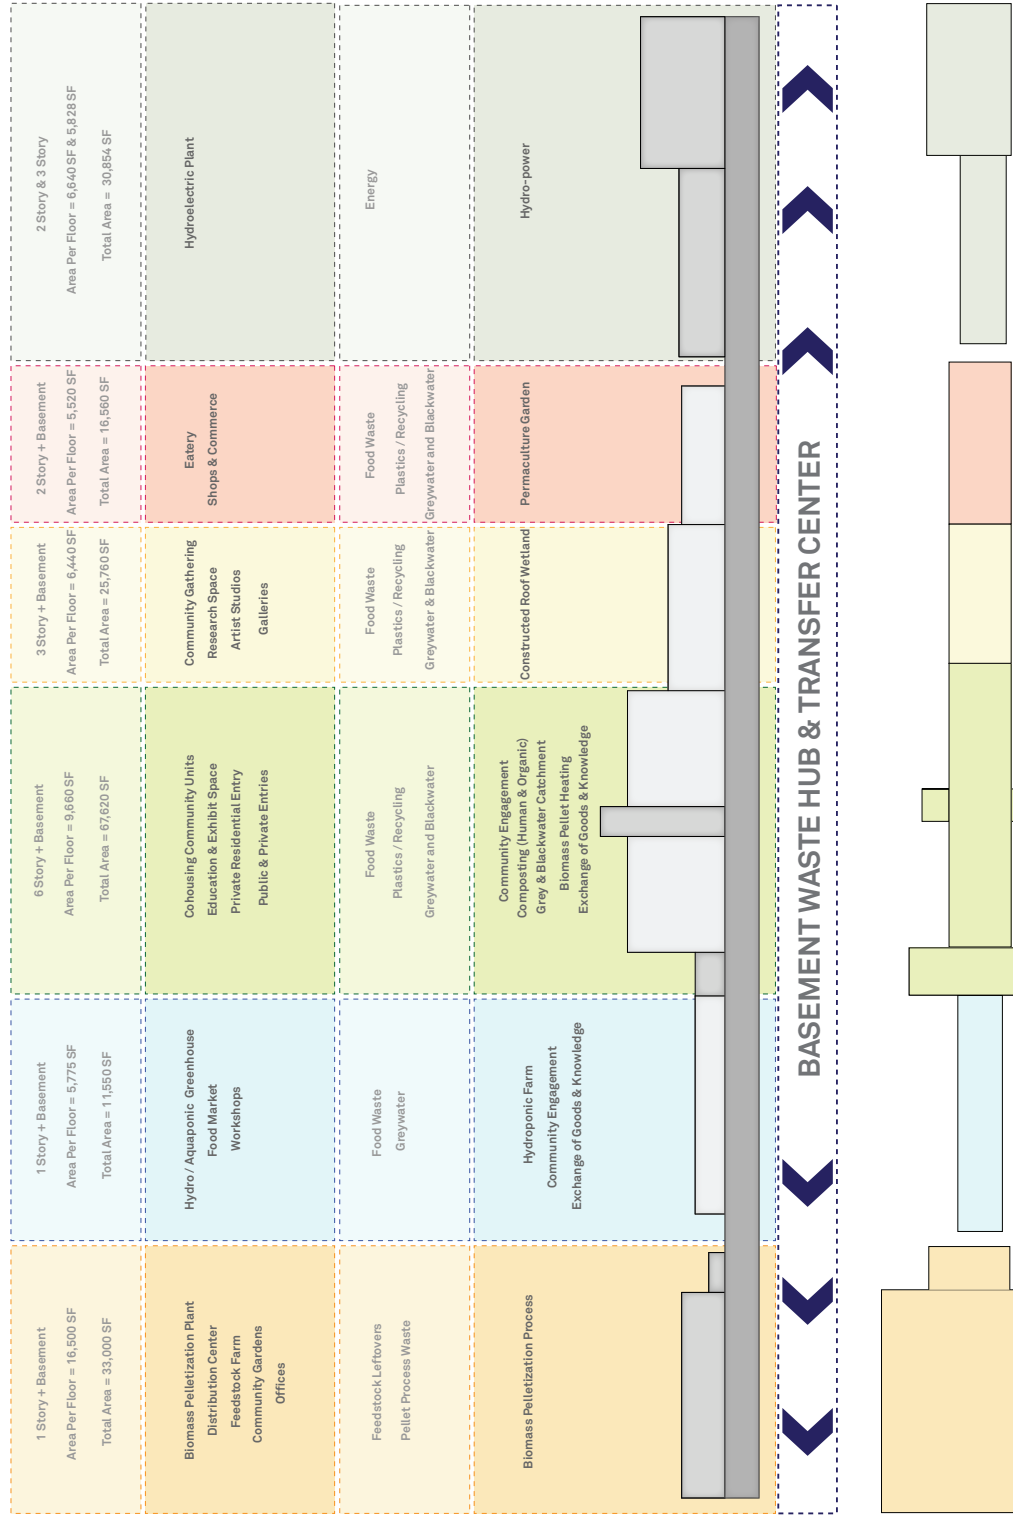 1 Story + Basement
Area Per Floor = 16,500 SF
Total Area = 33,000 SF
Biomass Pelletization Plant
Distribution Center
Feedstock Farm
Community Gardens
Offices
Feedstock Leftovers
Pellet Process Waste
Biomass Pelletization Process
1 Story + Basement
Area Per Floor = 5,775 SF
Total Area = 11,550 SF
Hydro / Aquaponic Greenhouse
Food Market
Workshops
Food Waste
Greywater
Hydroponic Farm
Community Engagement
Exchange of Goods & Knowledge
6 Story + Basement
Area Per Floor = 9,660 SF
Total Area = 67,620 SF
Cohousing Community Units
Education & Exhibit Space
Private Residential Entry
Public & Private Entries
Food Waste
Plastics / Recycling
Greywater and Blackwater
Community Engagement
Composting (Human & Organic)
Grey & Blackwater Catchment
Biomass Pellet Heating
Exchange of Goods & Knowledge
3 Story + Basement
Area Per Floor = 6,440 SF
Total Area = 25,760 SF
Community Gathering
Research Space
Artist Studios
Galleries
Food Waste
Plastics / Recycling
Greywater & Blackwater
Constructed Roof Wetland
2 Story + Basement
Area Per Floor = 5,520 SF
Total Area = 16,560 SF
Eatery
Shops & Commerce
Food Waste
Plastics / Recycling
Greywater and Blackwater
Permaculture Garden
2 Story & 3 Story
Area Per Floor = 6,640 SF & 5,828 SF
Total Area = 30,854 SF
Hydroelectric Plant
Energy
Hydro-power
BASEMENT WASTE HUB & TRANSFER CENTER